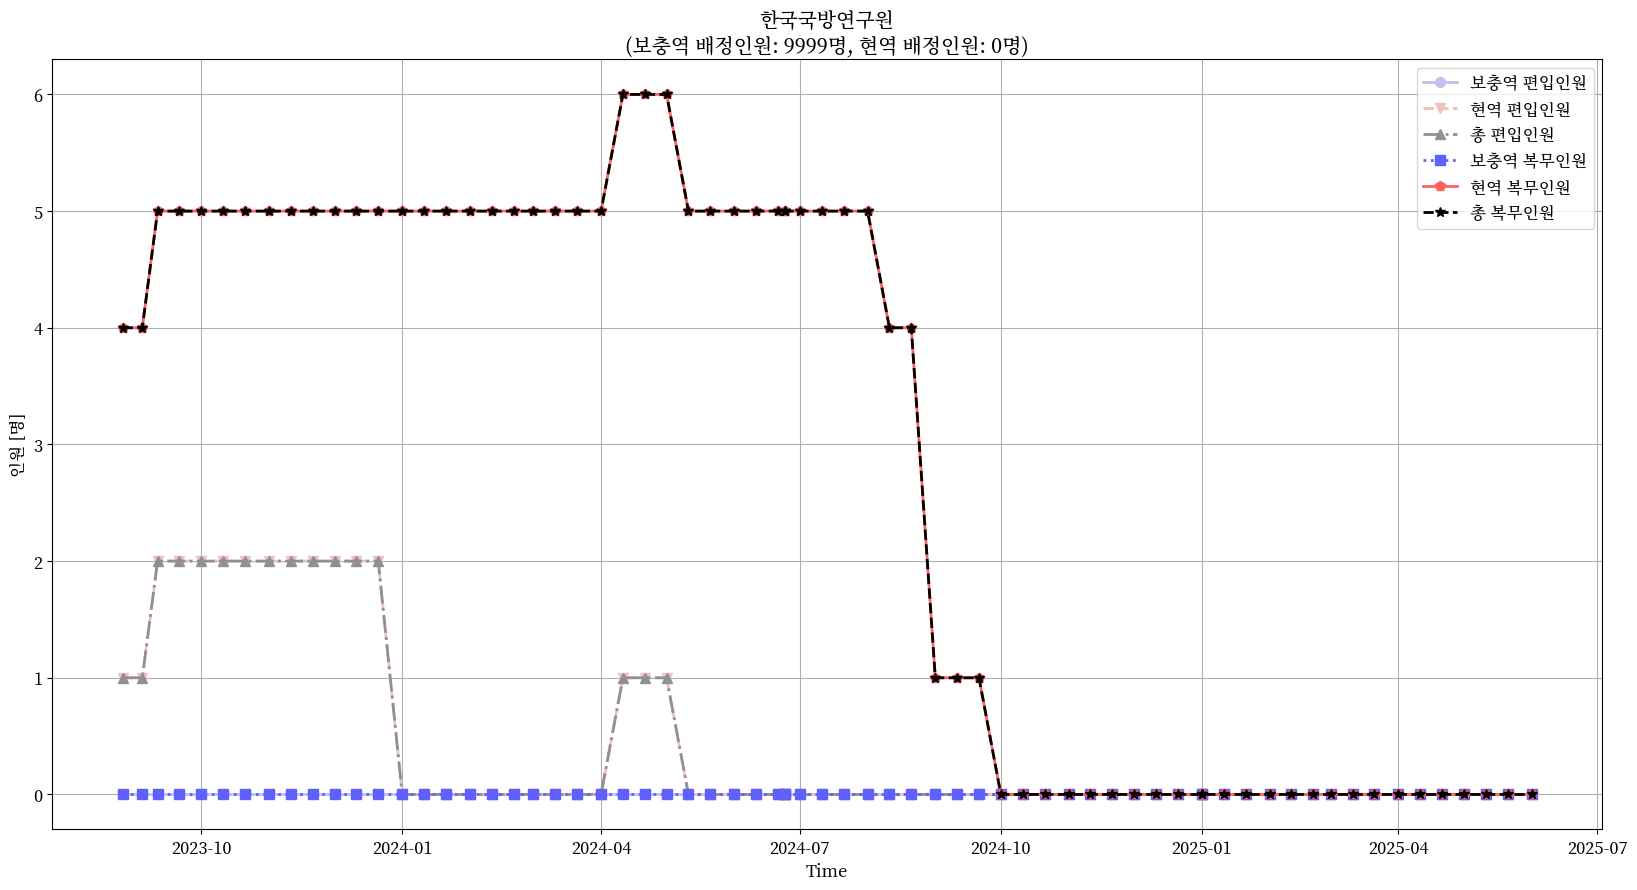 한국국방연구원
(보충역 배정인원: 9999명, 현역 배정인원: 0명)
보충역 편입인원
현역 편입인원
총 편입인원
보충역 복무인원
현역 복무인원
총 복무인원
인원 [명]
6
5
4
3
2
1
0
2023-10 2024-01 2024-04 2024-07 2024-10 2025-01 2025-04 2025-07
Time